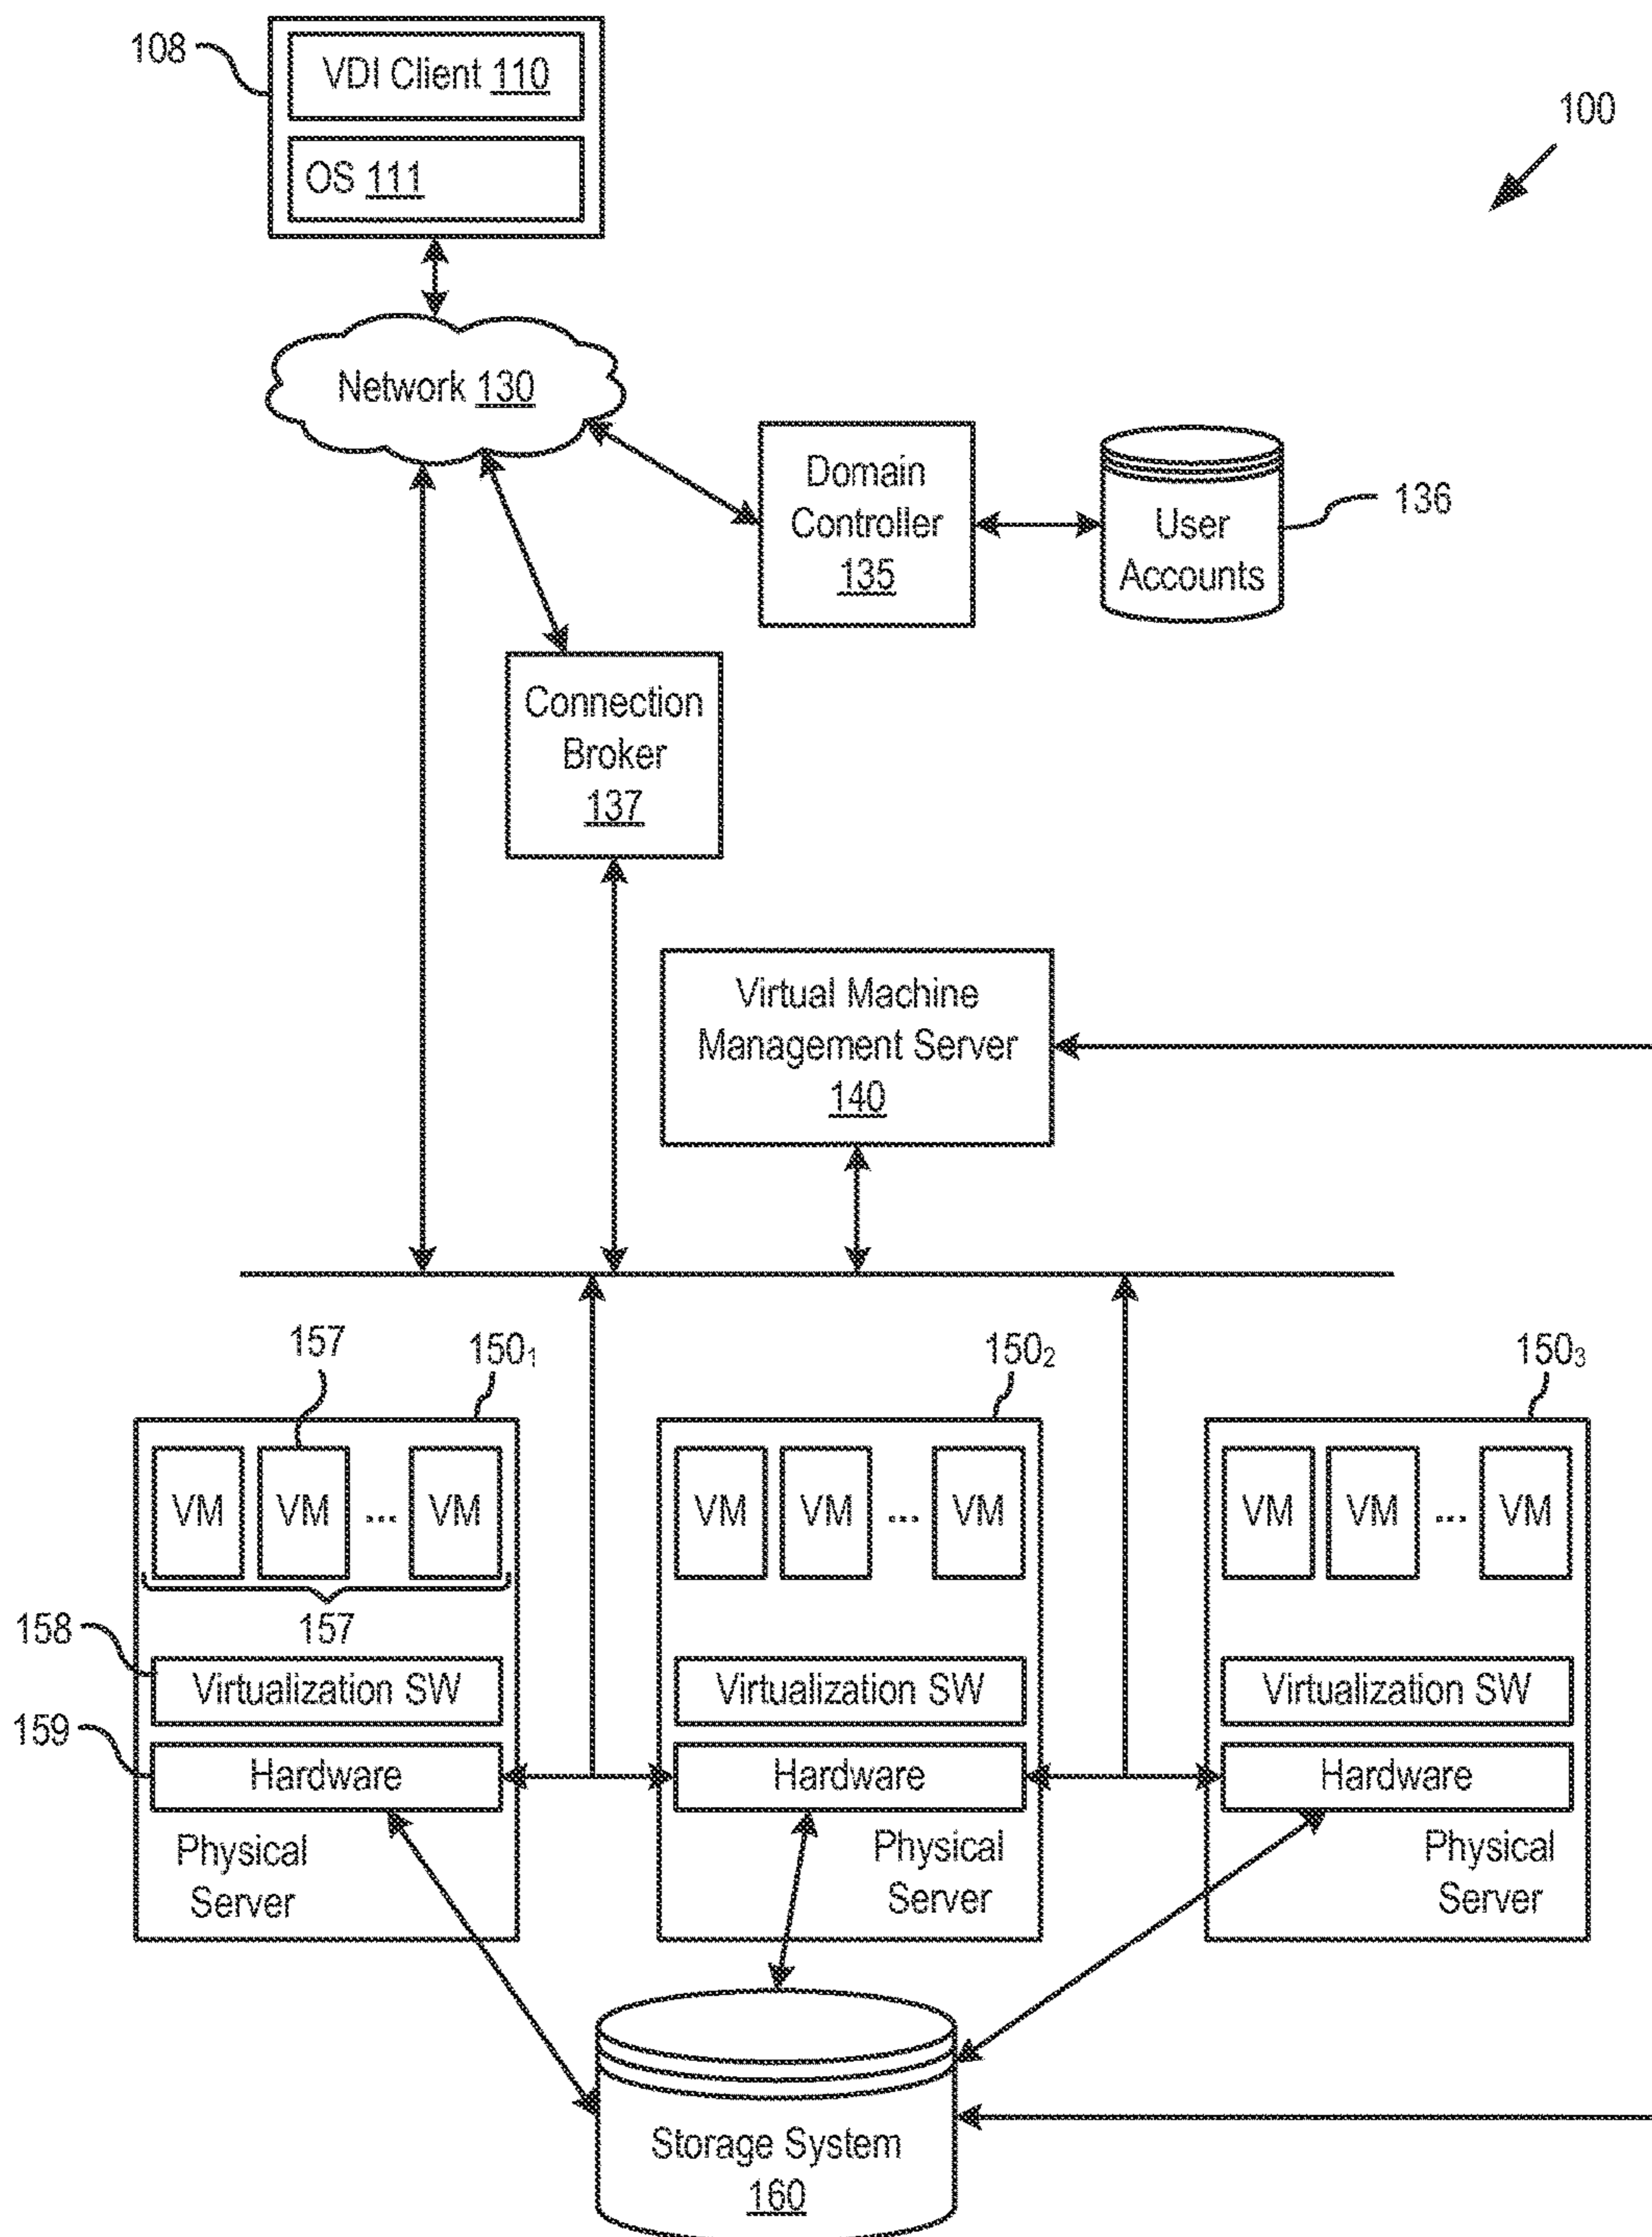 108
VDI Client 110
OS 111
100
Network 130
Domain
Controller
135
User
Accounts
136
Connection
Broker
137
Virtual Machine
Management Server
140
157
150₁
150₂
150₃
VM
VM
...
VM
VM
VM
...
VM
VM
VM
...
VM
157
158
Virtualization SW
Virtualization SW
Virtualization SW
159
Hardware
Hardware
Hardware
Physical
Server
Physical
Server
Physical
Server
Storage System
160